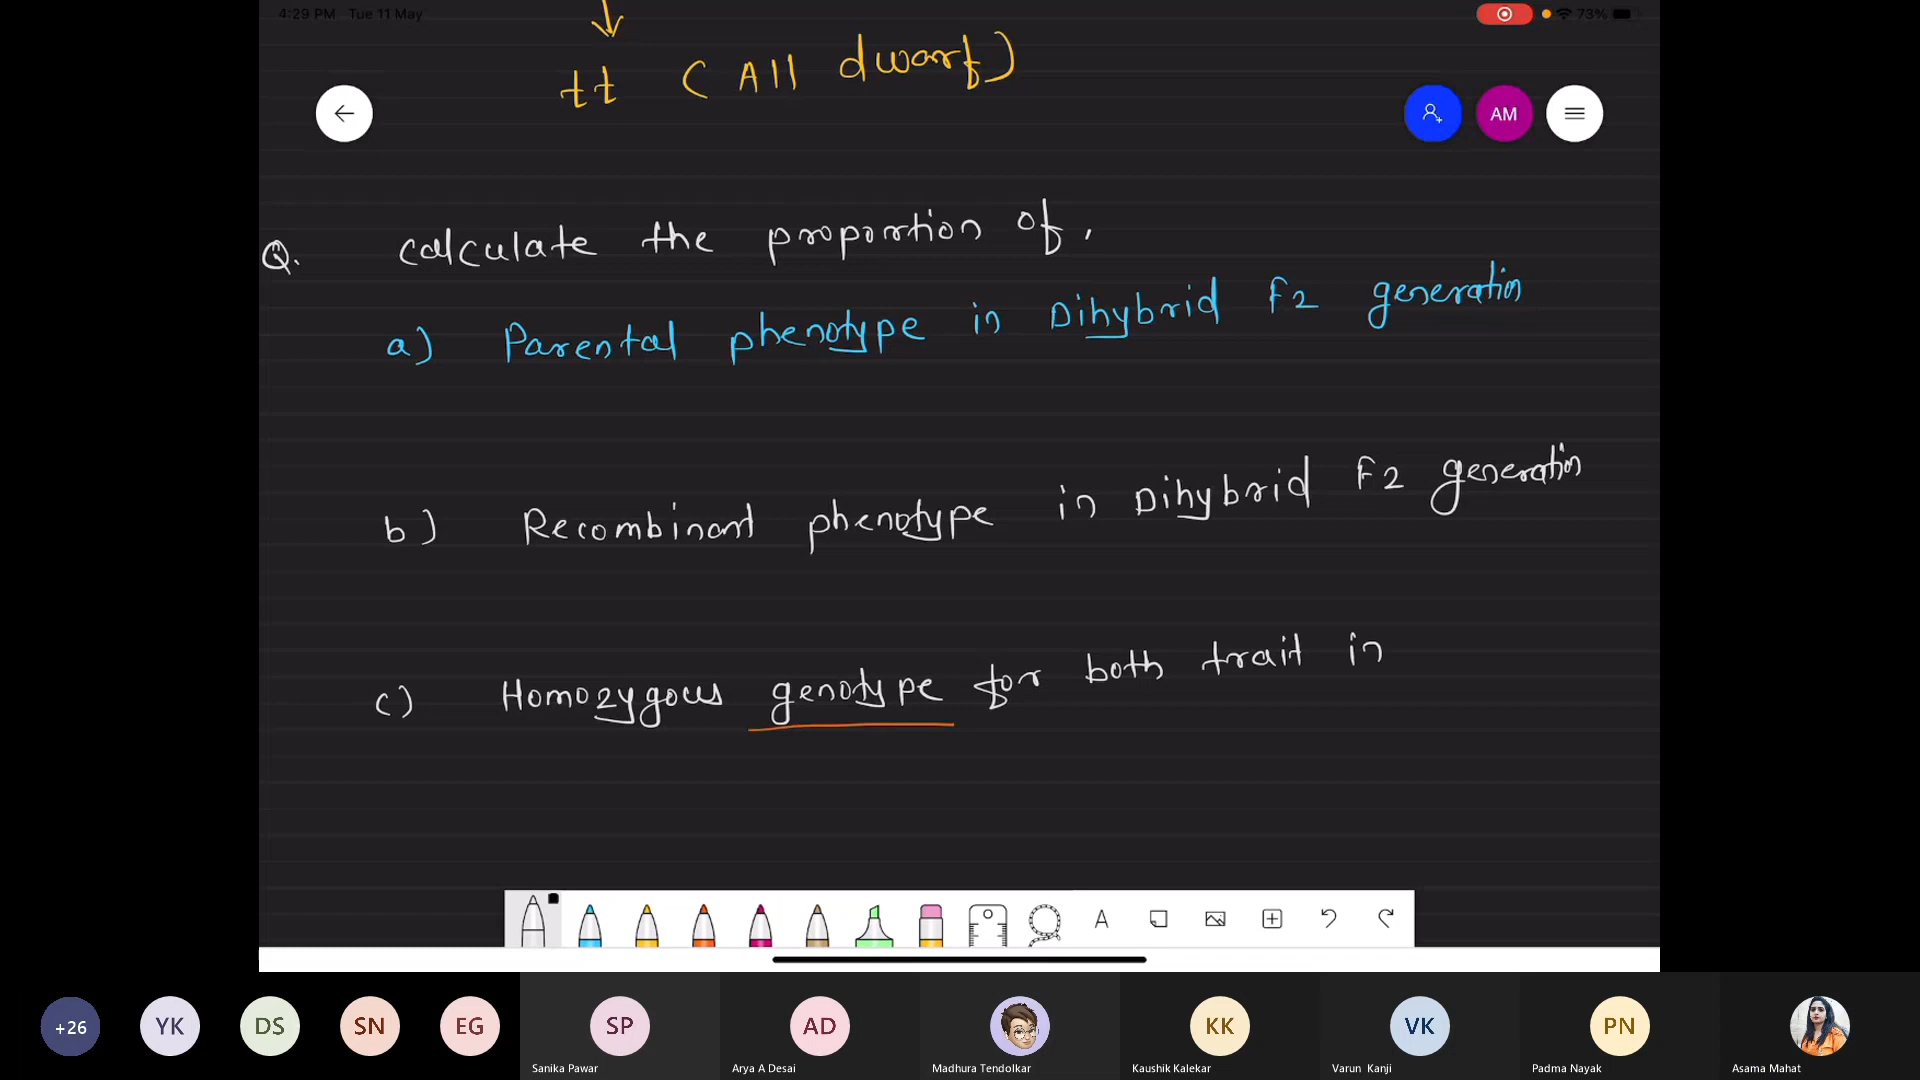 4:29 PM Tue 11 May
73%
tt ( All dwarf)
AM
Q. calculate the proportion of,
a) Parental phenotype in Dihybrid F2 generation
b) Recombinant phenotype in Dihybrid F2 generation
c) Homozygous genotype for both trait in
A
+26 YK DS SN EG SP AD KK VK PN
Sanika Pawar Arya A Desai Madhura Tendolkar Kaushik Kalekar Varun Kanji Padma Nayak Asama Mahat